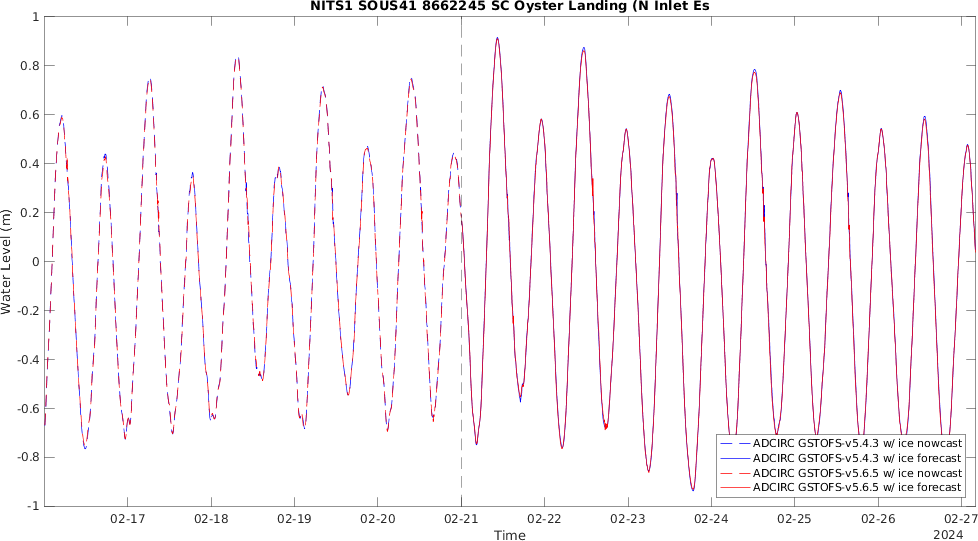 NITS1 SOUS41 8662245 SC Oyster Landing (N Inlet Es
1
0.8
0.6
0.4
0.2
0
-0.2
-0.4
-0.6
-0.8
-1
Water Level (m)
02-17 02-18 02-19 02-20 02-21 02-22 02-23 02-24 02-25 02-26 02-27
Time
2024
ADCIRC GSTOFS-v5.4.3 w/ ice nowcast
ADCIRC GSTOFS-v5.4.3 w/ ice forecast
ADCIRC GSTOFS-v5.6.5 w/ ice nowcast
ADCIRC GSTOFS-v5.6.5 w/ ice forecast